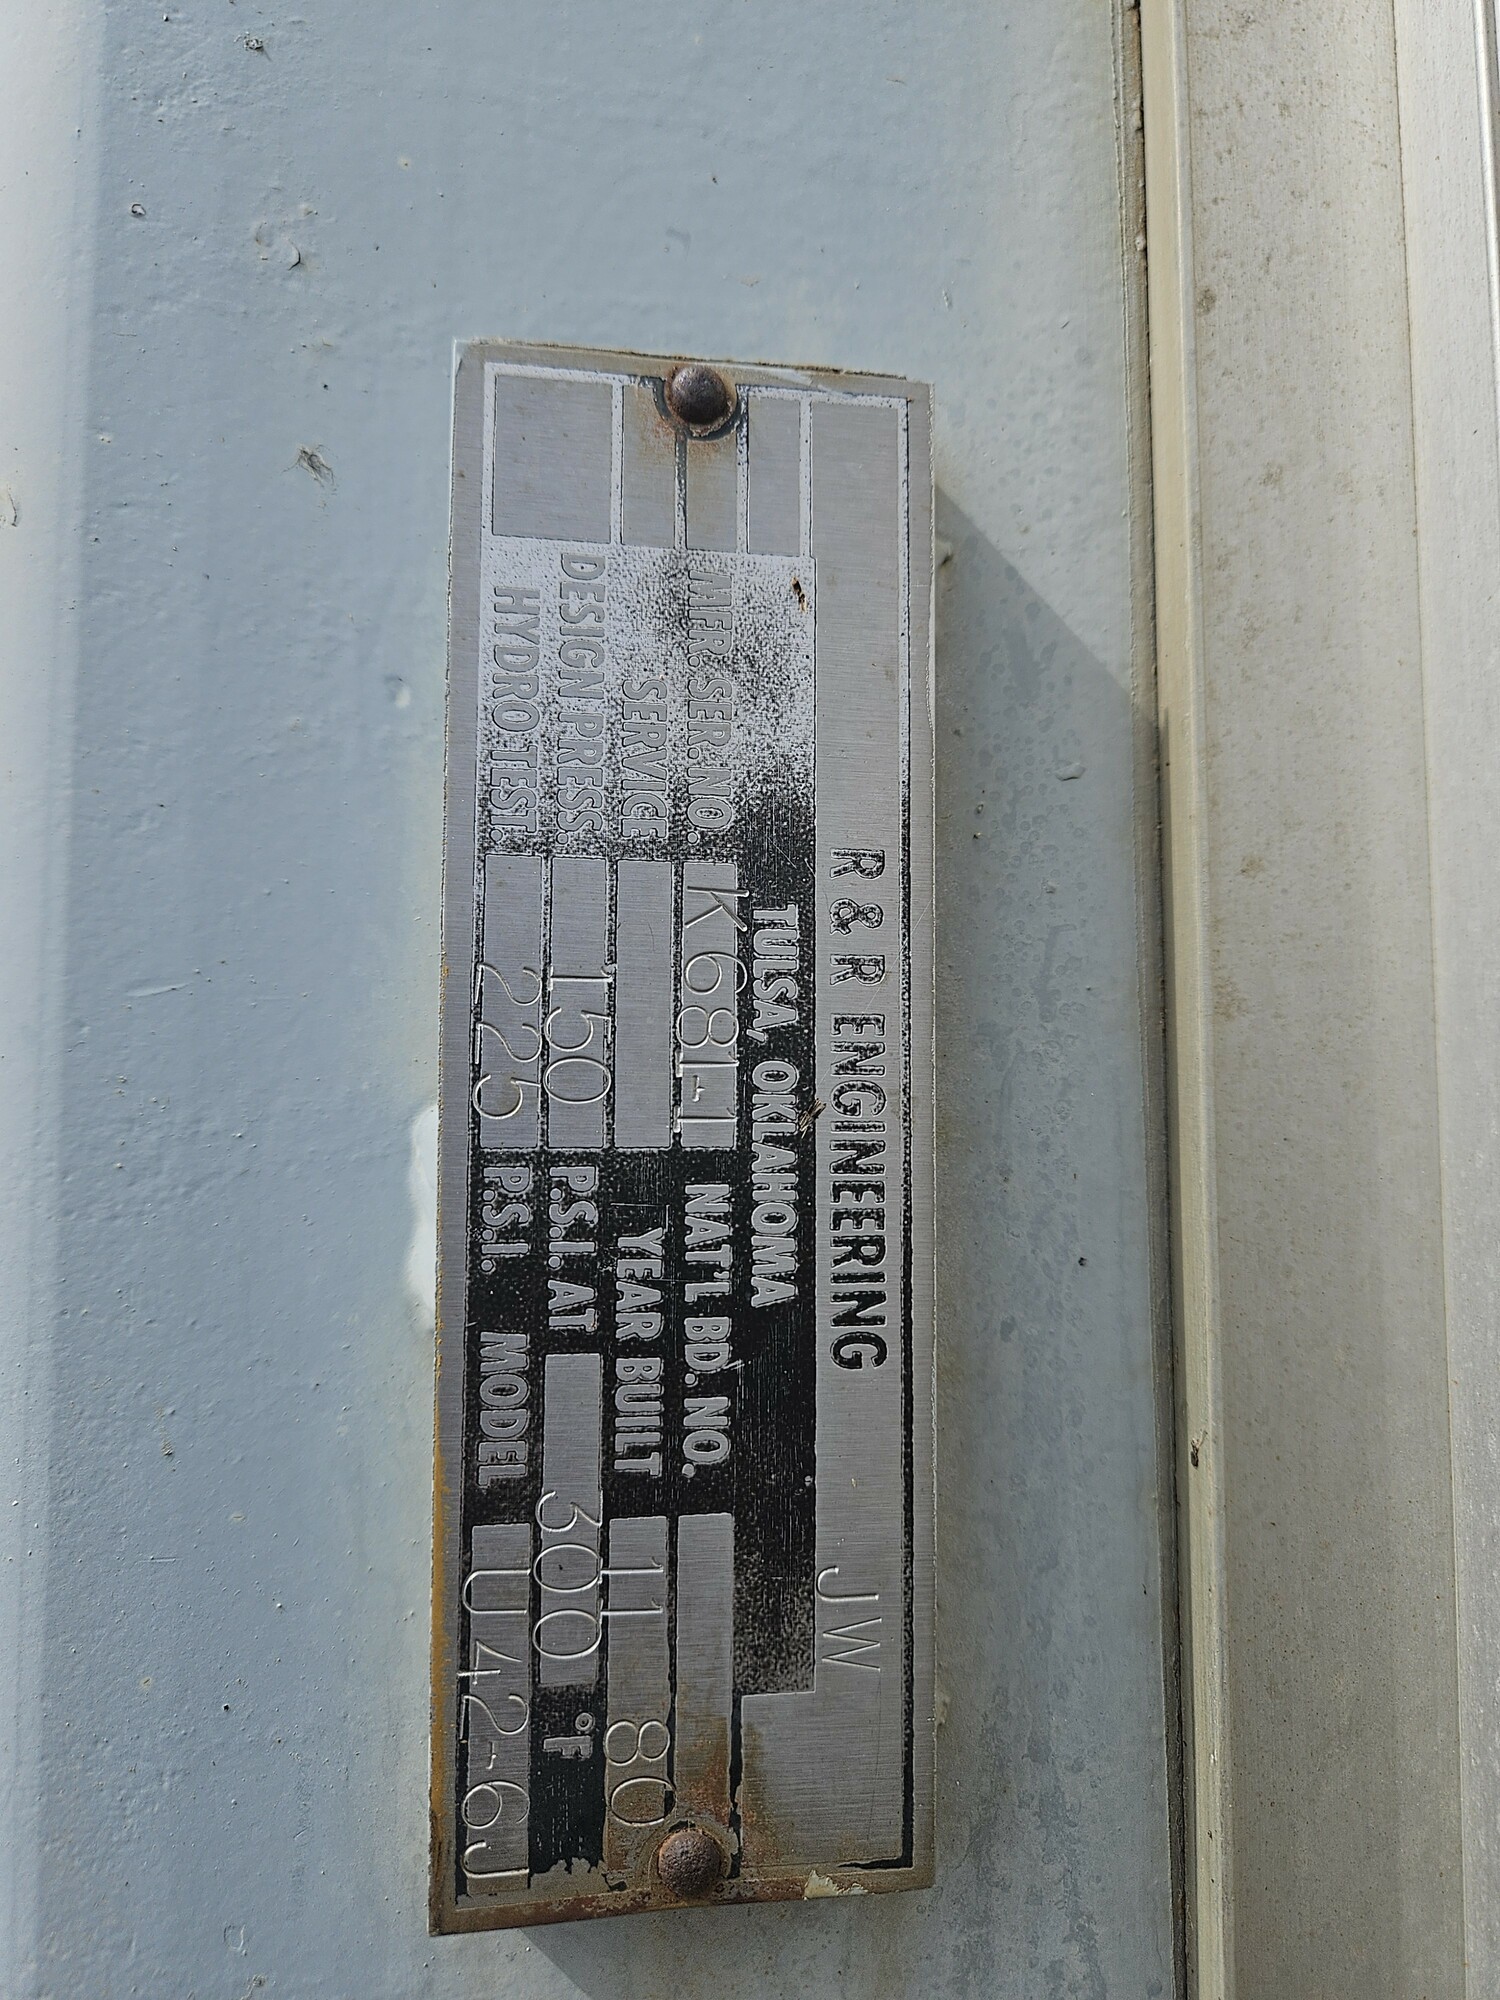 R & R ENGINEERING JW
TULSA, OKLAHOMA
MFR. SER. NO. K681-1 NAT'L BD. NO.
SERVICE YEAR BUILT 11 80
DESIGN PRESS. 150 P.S.I. AT 300 °F
HYDRO TEST. 225 P.S.I. MODEL U42-6J